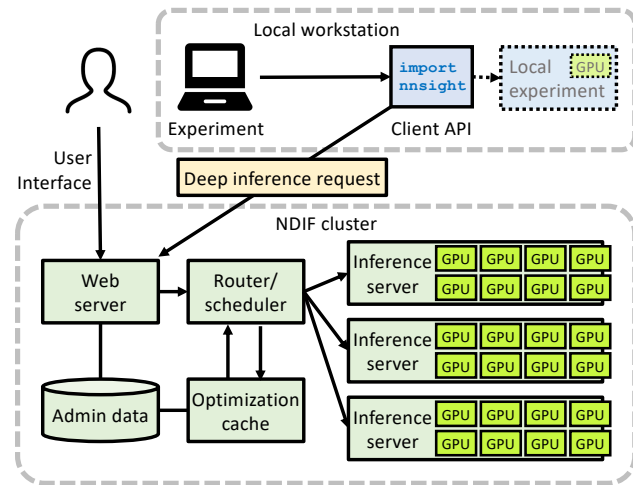 Local workstation
import
nnsight
Local
experiment
GPU
Experiment
Client API
User
Interface
Deep inference request
NDIF cluster
Web
server
Router/
scheduler
Inference
server
GPU GPU GPU GPU
GPU GPU GPU GPU
Inference
server
GPU GPU GPU GPU
GPU GPU GPU GPU
Admin data
Optimization
cache
Inference
server
GPU GPU GPU GPU
GPU GPU GPU GPU